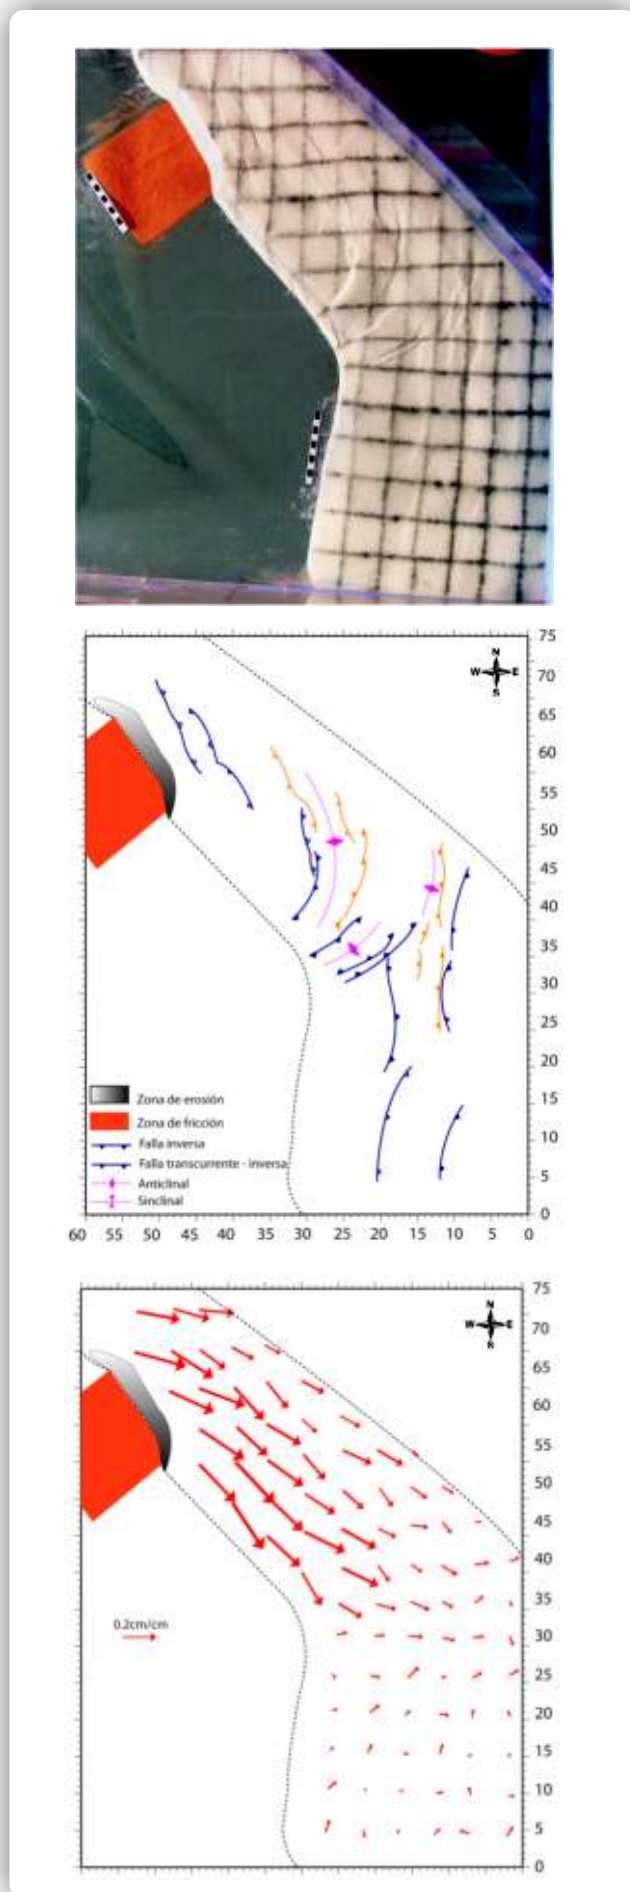 75
N
70
W E
S
65
60
55
50
45
40
35
30
25
20
Zona de erosión
15
Zona de fricción
Falla inversa
10
Falla transcurrente - inversa
Anticlinal
5
Sinclinal
0
60 55 50 45 40 35 30 25 20 15 10 5 0
75
N
70
W E
S
65
60
55
50
45
40
35
0.2cm/cm
30
25
20
15
10
5
0